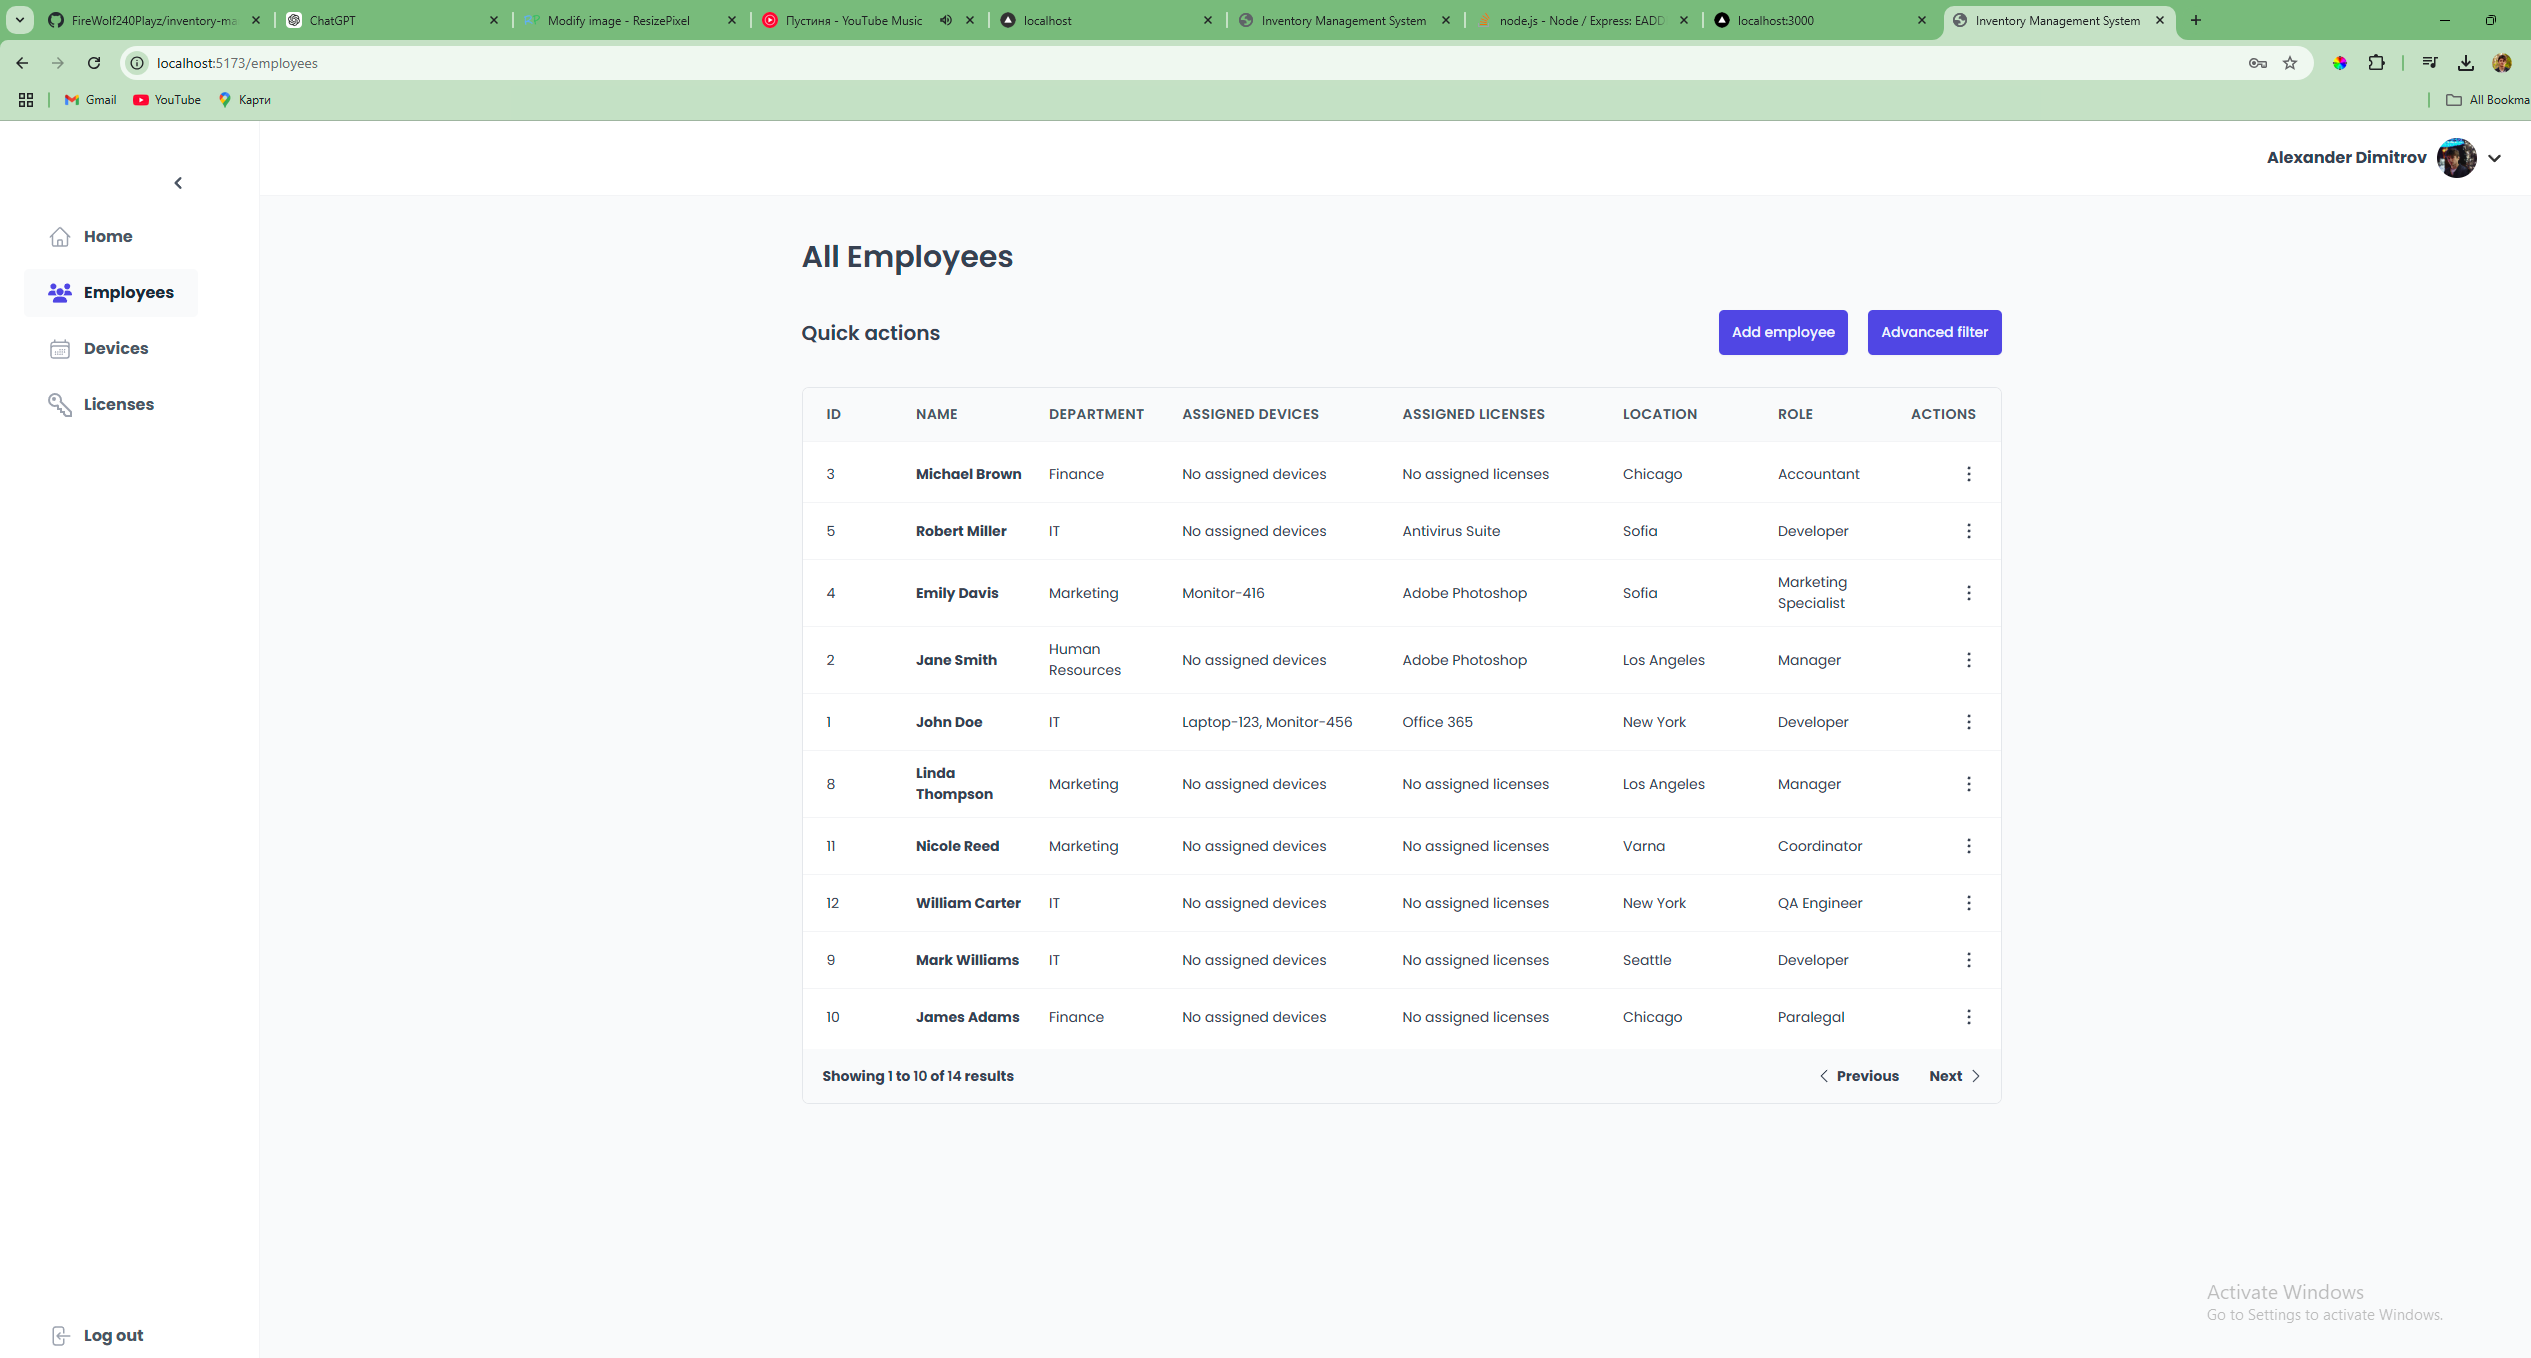 FireWolf240Playz/inventory-ma
ChatGPT
Modify image - ResizePixel
Пустиня - YouTube Music
localhost
Inventory Management System
node.js - Node / Express: EADD
localhost:3000
Inventory Management System
localhost:5173/employees
Gmail
YouTube
Карти
All Bookma
Alexander Dimitrov
Home
Employees
Devices
Licenses
Log out
All Employees
Quick actions
Add employee
Advanced filter
ID NAME DEPARTMENT ASSIGNED DEVICES ASSIGNED LICENSES LOCATION ROLE ACTIONS
3 Michael Brown Finance No assigned devices No assigned licenses Chicago Accountant
5 Robert Miller IT No assigned devices Antivirus Suite Sofia Developer
4 Emily Davis Marketing Monitor-416 Adobe Photoshop Sofia Marketing
Specialist
2 Jane Smith Human
Resources No assigned devices Adobe Photoshop Los Angeles Manager
1 John Doe IT Laptop-123, Monitor-456 Office 365 New York Developer
8 Linda
Thompson Marketing No assigned devices No assigned licenses Los Angeles Manager
11 Nicole Reed Marketing No assigned devices No assigned licenses Varna Coordinator
12 William Carter IT No assigned devices No assigned licenses New York QA Engineer
9 Mark Williams IT No assigned devices No assigned licenses Seattle Developer
10 James Adams Finance No assigned devices No assigned licenses Chicago Paralegal
Showing 1 to 10 of 14 results
Previous
Next
Activate Windows
Go to Settings to activate Windows.